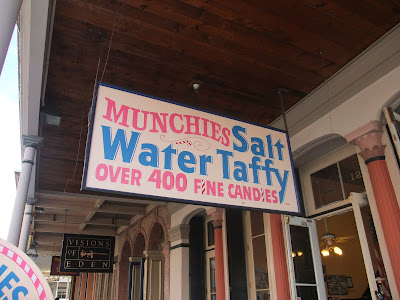 MUNCHIES Salt
Water Taffy
OVER 400 FINE CANDIES
VISIONS
OF
EDEN